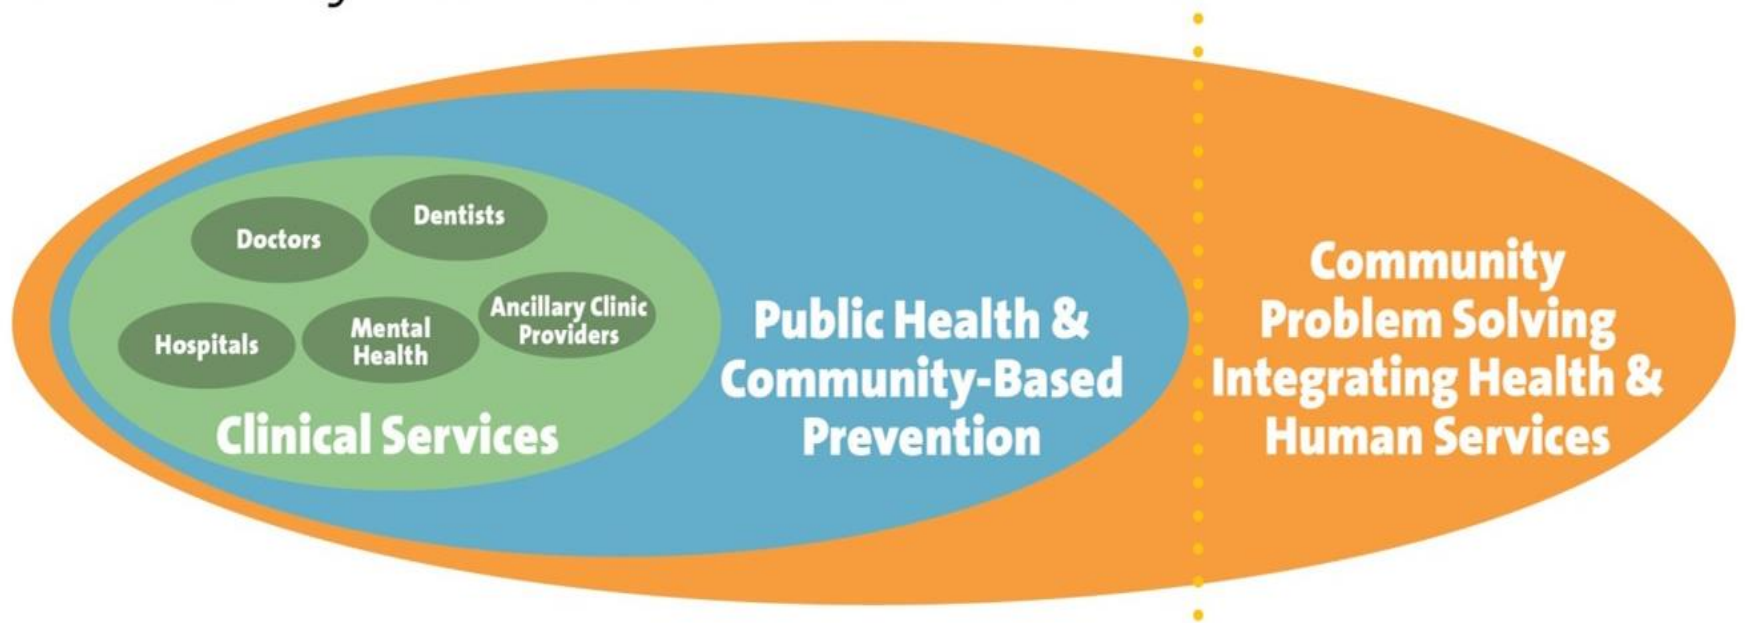 Doctors
Dentists
Hospitals
Mental
Health
Ancillary Clinic
Providers
Clinical Services
Public Health &
Community-Based
Prevention
Community
Problem Solving
Integrating Health &
Human Services